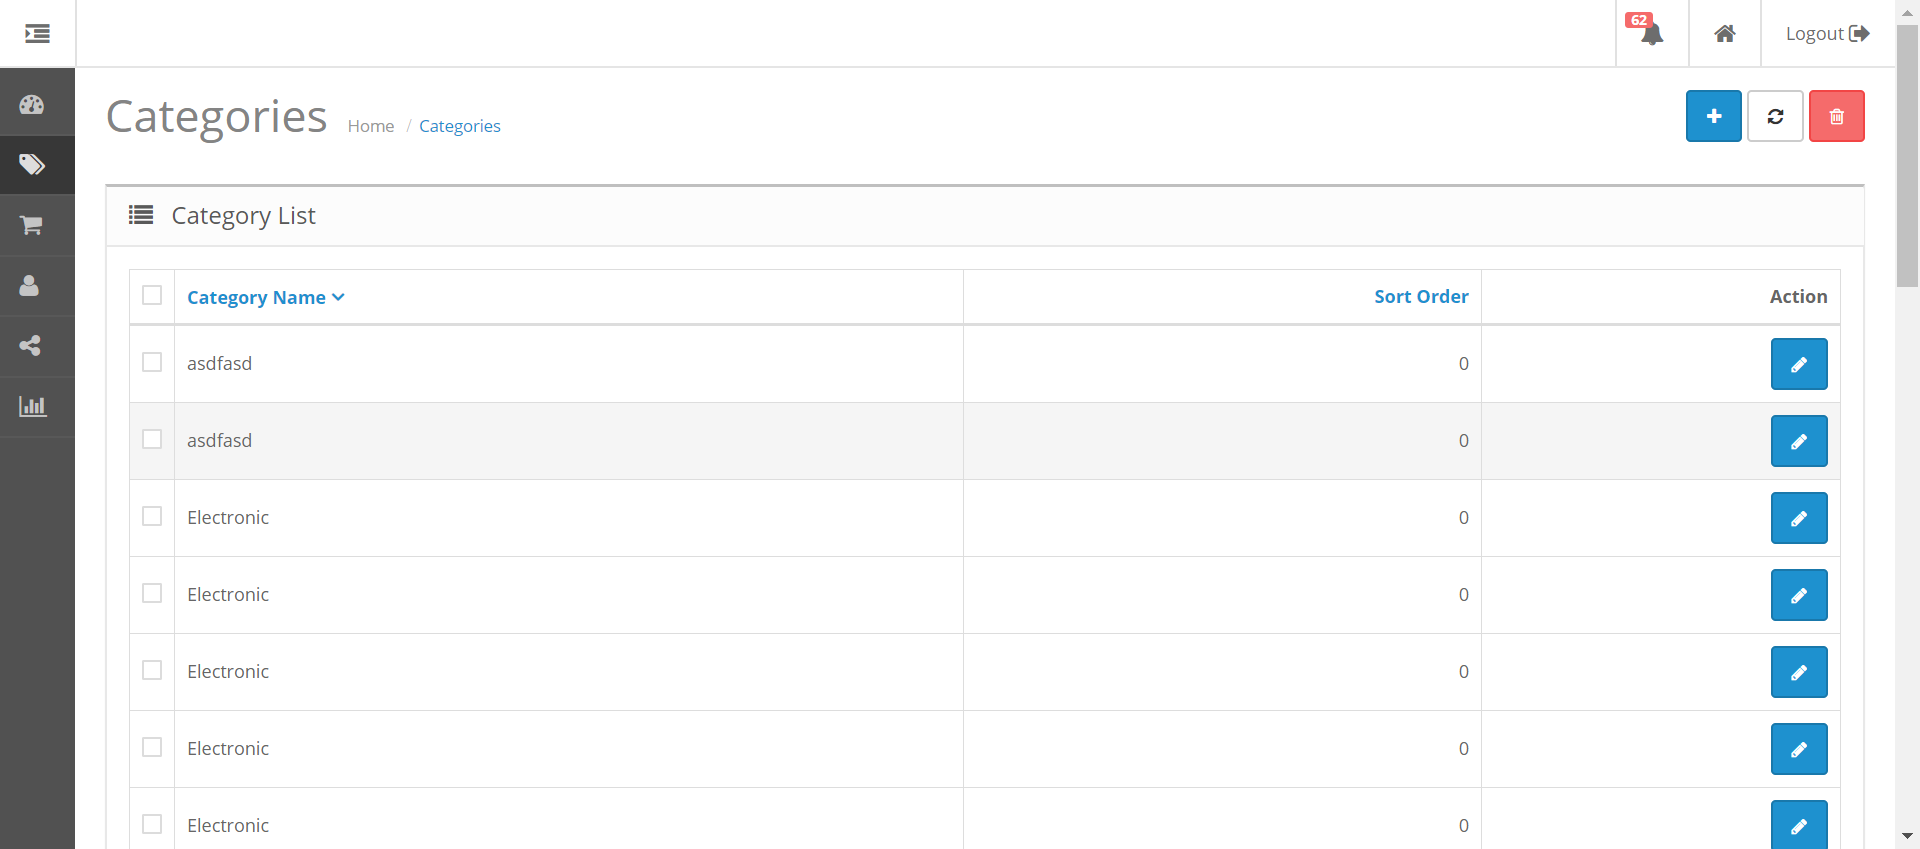 62
Logout
Categories
Home / Categories
Category List
Category Name
Sort Order
Action
asdfasd
0
asdfasd
0
Electronic
0
Electronic
0
Electronic
0
Electronic
0
Electronic
0